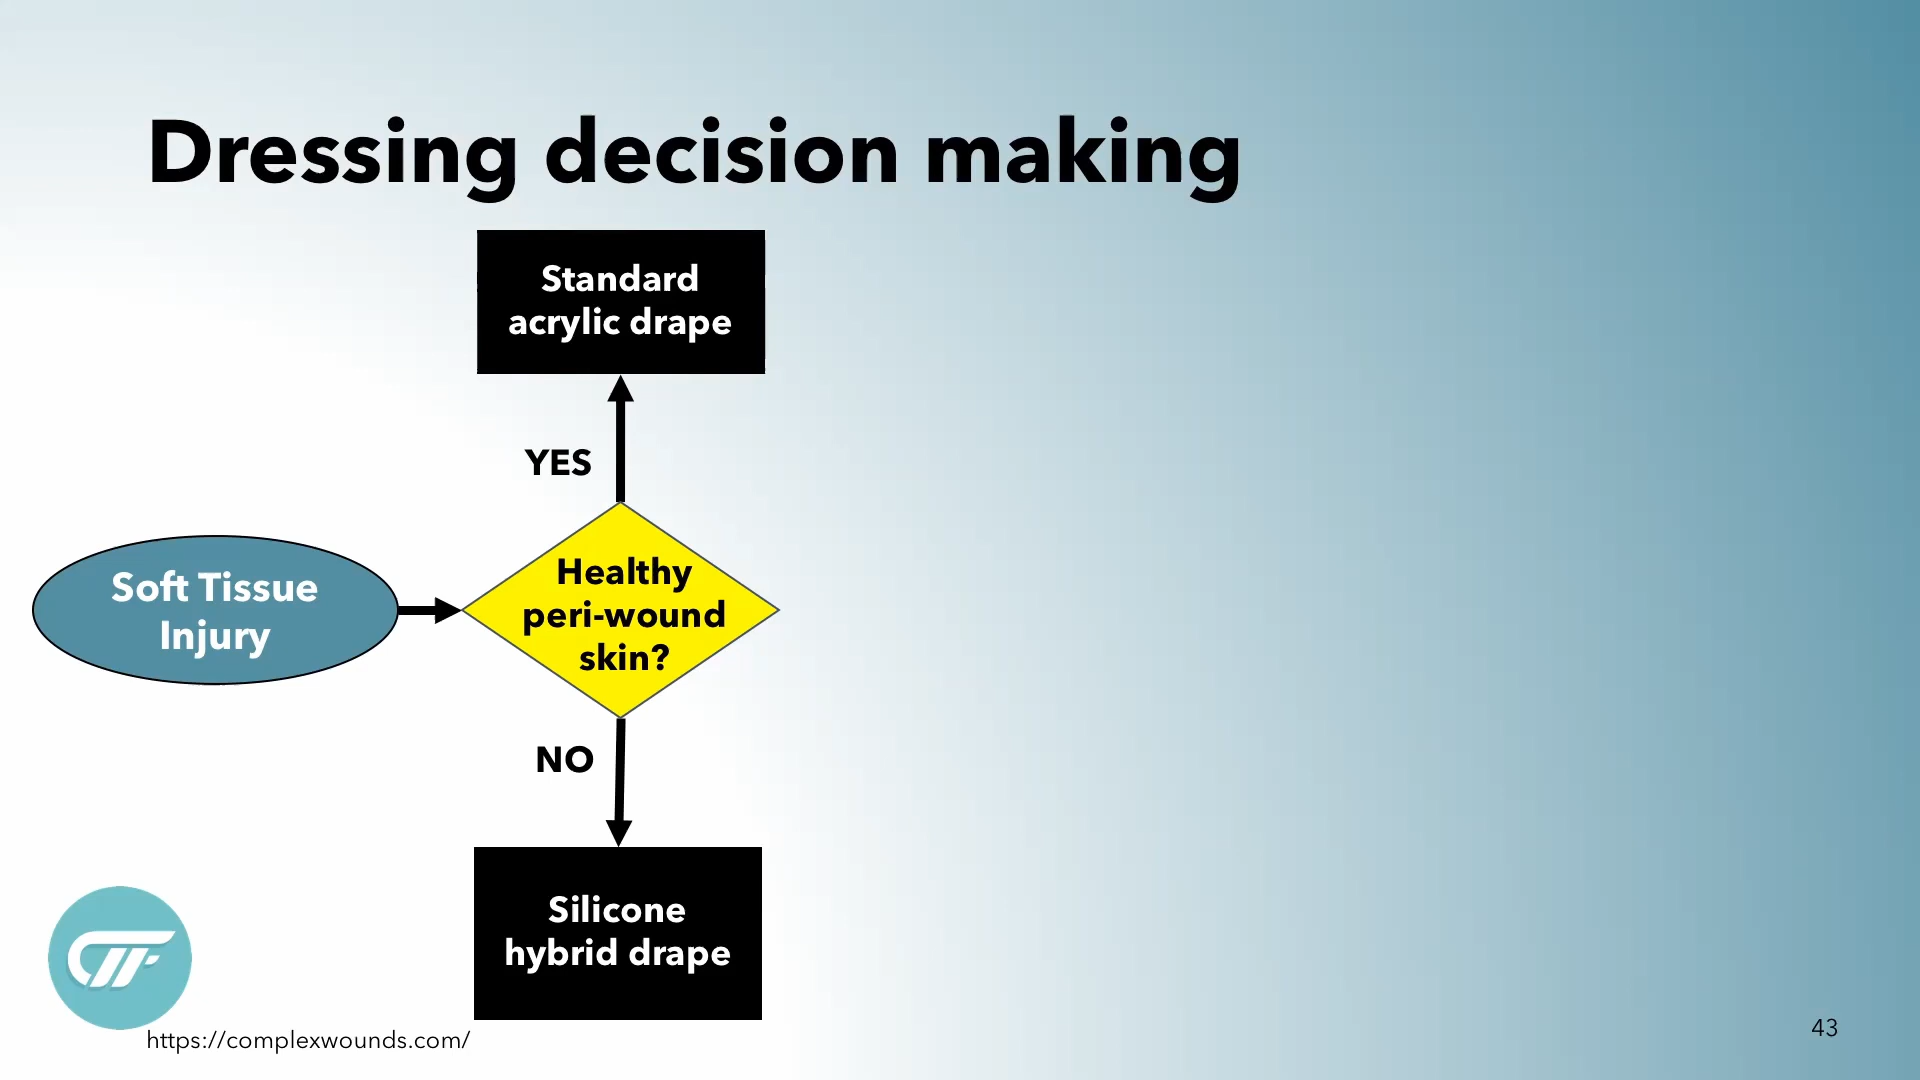 Dressing decision making
Standard
acrylic drape
YES
Soft Tissue
Injury
Healthy
peri-wound
skin?
NO
Silicone
hybrid drape
https://complexwounds.com/
43